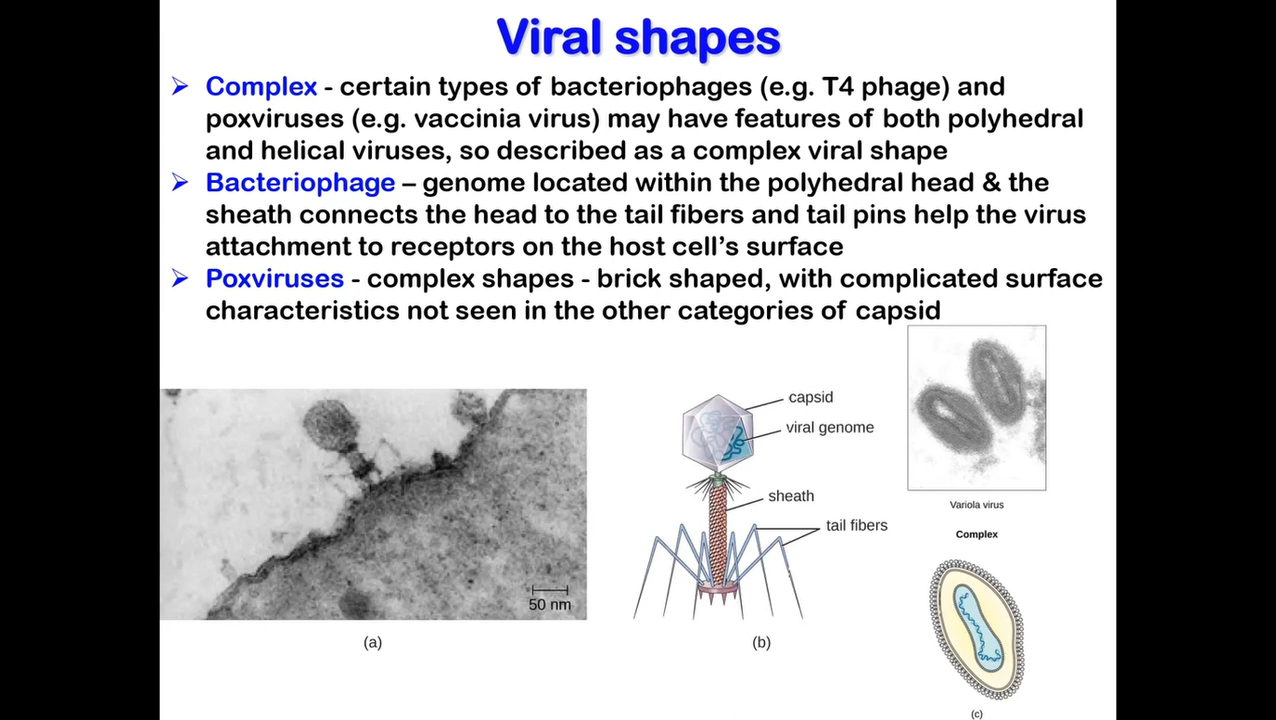 Viral shapes
➢ Complex - certain types of bacteriophages (e.g. T4 phage) and
poxviruses (e.g. vaccinia virus) may have features of both polyhedral
and helical viruses, so described as a complex viral shape
➢ Bacteriophage – genome located within the polyhedral head & the
sheath connects the head to the tail fibers and tail pins help the virus
attachment to receptors on the host cell's surface
➢ Poxviruses - complex shapes - brick shaped, with complicated surface
characteristics not seen in the other categories of capsid
capsid
viral genome
sheath
tail fibers
50 nm
(a)
(b)
Variola virus
Complex
(c)